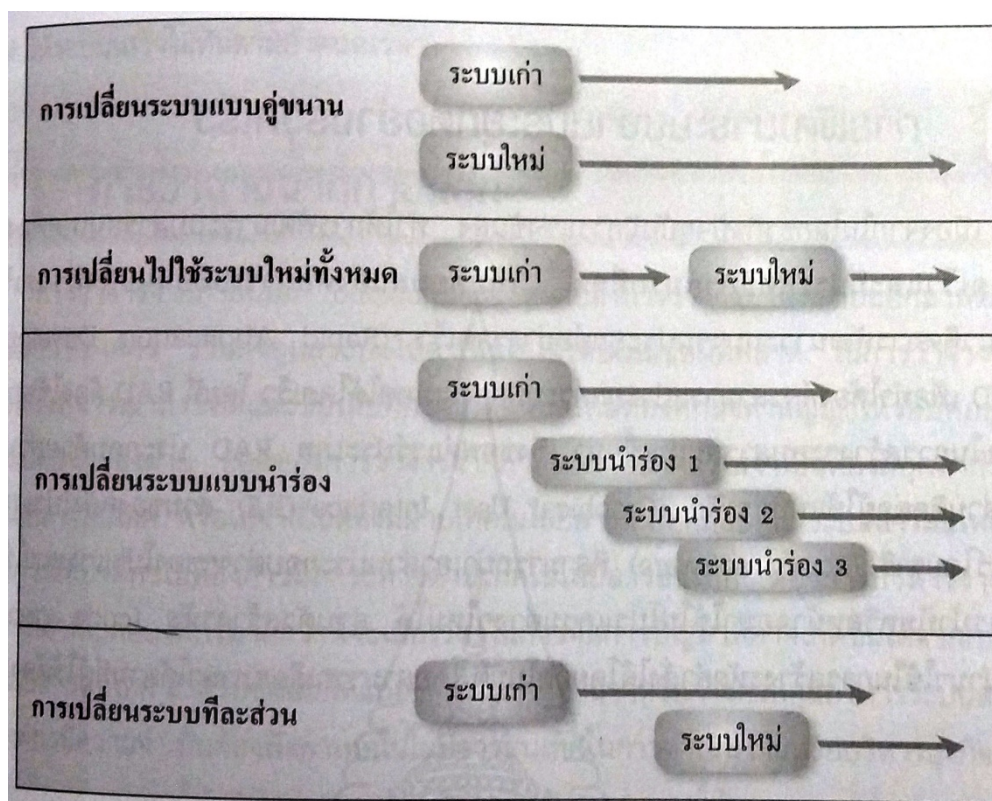 การเปลี่ยนระบบแบบคู่ขนาน
ระบบเก่า
ระบบใหม่
การเปลี่ยนไปใช้ระบบใหม่ทั้งหมด
ระบบเก่า
ระบบใหม่
การเปลี่ยนระบบแบบนำร่อง
ระบบเก่า
ระบบนำร่อง 1
ระบบนำร่อง 2
ระบบนำร่อง 3
การเปลี่ยนระบบทีละส่วน
ระบบเก่า
ระบบใหม่